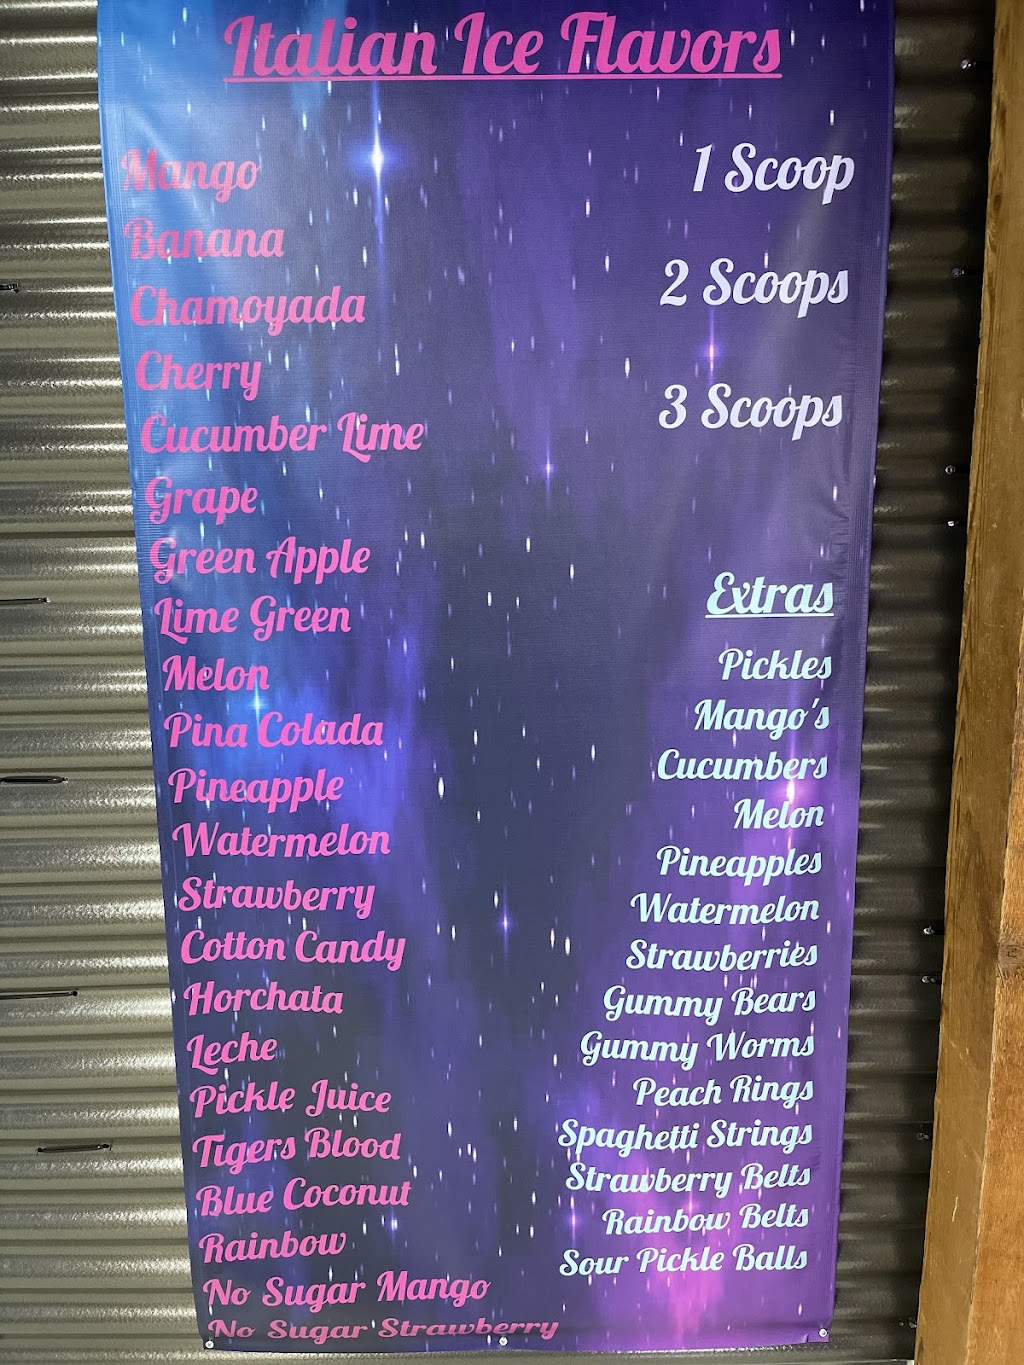 Italian Ice Flavors
Mango
Banana
Chamoyada
Cherry
Cucumber Lime
Grape
Green Apple
Lime Green
Melon
Pina Colada
Pineapple
Watermelon
Strawberry
Cotton Candy
Horchata
Leche
Pickle Juice
Tigers Blood
Blue Coconut
Rainbow
No Sugar Mango
No Sugar Strawberry
1 Scoop
2 Scoops
3 Scoops
Extras
Pickles
Mango's
Cucumbers
Melon
Pineapples
Watermelon
Strawberries
Gummy Bears
Gummy Worms
Peach Rings
Spaghetti Strings
Strawberry Belts
Rainbow Belts
Sour Pickle Balls